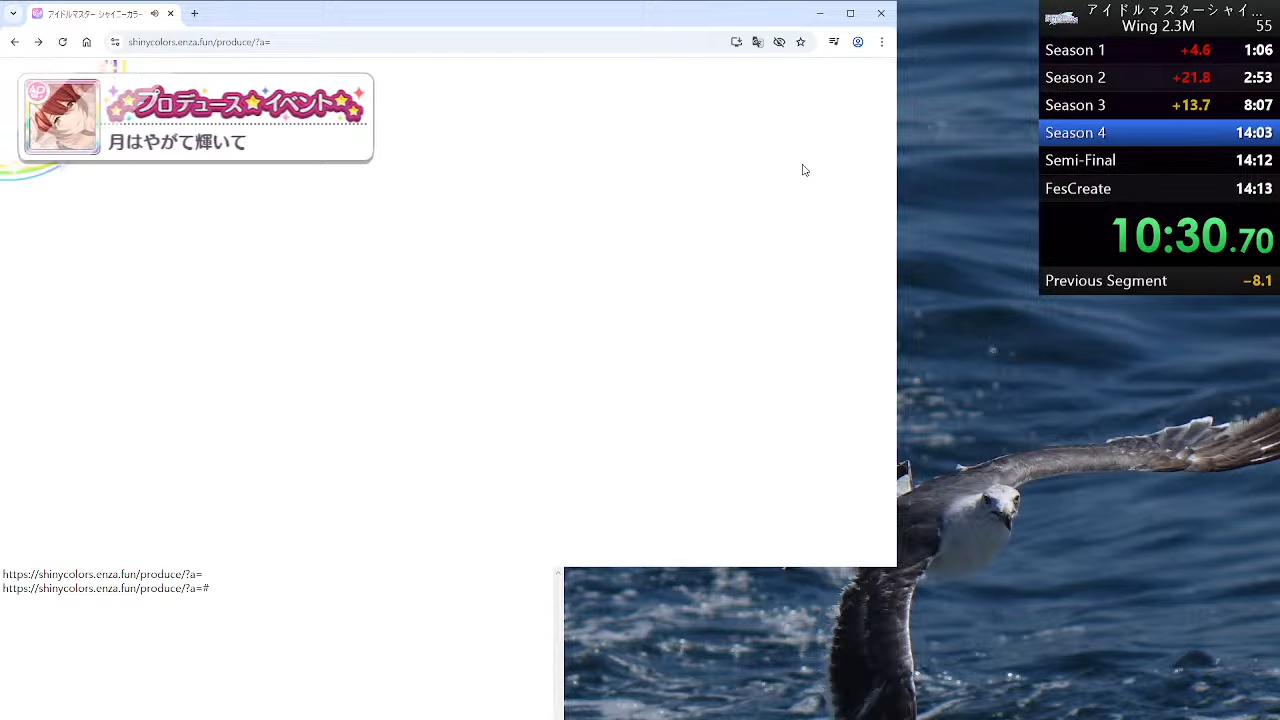 アイドルマスター シャイニーカラー
shinycolors.enza.fun/produce/?a=
プロデュース★イベント
月はやがて輝いて
https://shinycolors.enza.fun/produce/?a=
https://shinycolors.enza.fun/produce/?a=#
アイドルマスターシャイ...
Wing 2.3M 55
Season 1 +4.6 1:06
Season 2 +21.8 2:53
Season 3 +13.7 8:07
Season 4 14:03
Semi-Final 14:12
FesCreate 14:13
10:30.70
Previous Segment −8.1